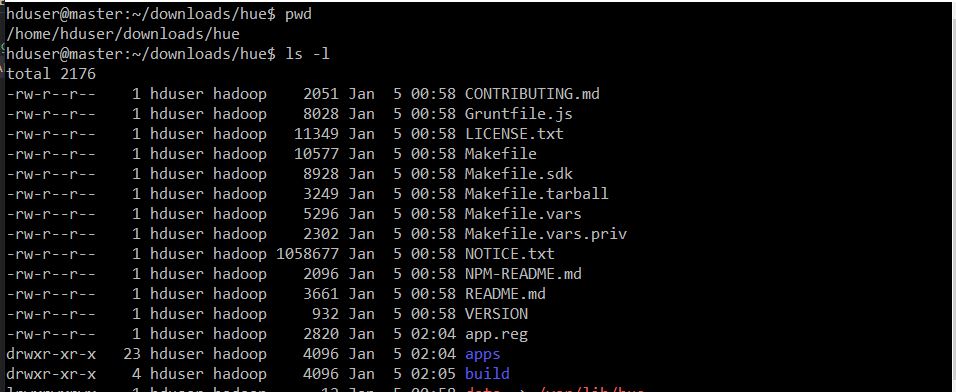 hduser@master:~/downloads/hue$ pwd
/home/hduser/downloads/hue
hduser@master:~/downloads/hue$ ls -l
total 2176
-rw-r--r-- 1 hduser hadoop 2051 Jan 5 00:58 CONTRIBUTING.md
-rw-r--r-- 1 hduser hadoop 8028 Jan 5 00:58 Gruntfile.js
-rw-r--r-- 1 hduser hadoop 11349 Jan 5 00:58 LICENSE.txt
-rw-r--r-- 1 hduser hadoop 10577 Jan 5 00:58 Makefile
-rw-r--r-- 1 hduser hadoop 8928 Jan 5 00:58 Makefile.sdk
-rw-r--r-- 1 hduser hadoop 3249 Jan 5 00:58 Makefile.tarball
-rw-r--r-- 1 hduser hadoop 5296 Jan 5 00:58 Makefile.vars
-rw-r--r-- 1 hduser hadoop 2302 Jan 5 00:58 Makefile.vars.priv
-rw-r--r-- 1 hduser hadoop 1058677 Jan 5 00:58 NOTICE.txt
-rw-r--r-- 1 hduser hadoop 2096 Jan 5 00:58 NPM-README.md
-rw-r--r-- 1 hduser hadoop 3661 Jan 5 00:58 README.md
-rw-r--r-- 1 hduser hadoop 932 Jan 5 00:58 VERSION
-rw-r--r-- 1 hduser hadoop 2820 Jan 5 02:04 app.reg
drwxr-xr-x 23 hduser hadoop 4096 Jan 5 02:04 apps
drwxr-xr-x 4 hduser hadoop 4096 Jan 5 02:05 build
1 hduser hadoop Jan 5 00:58